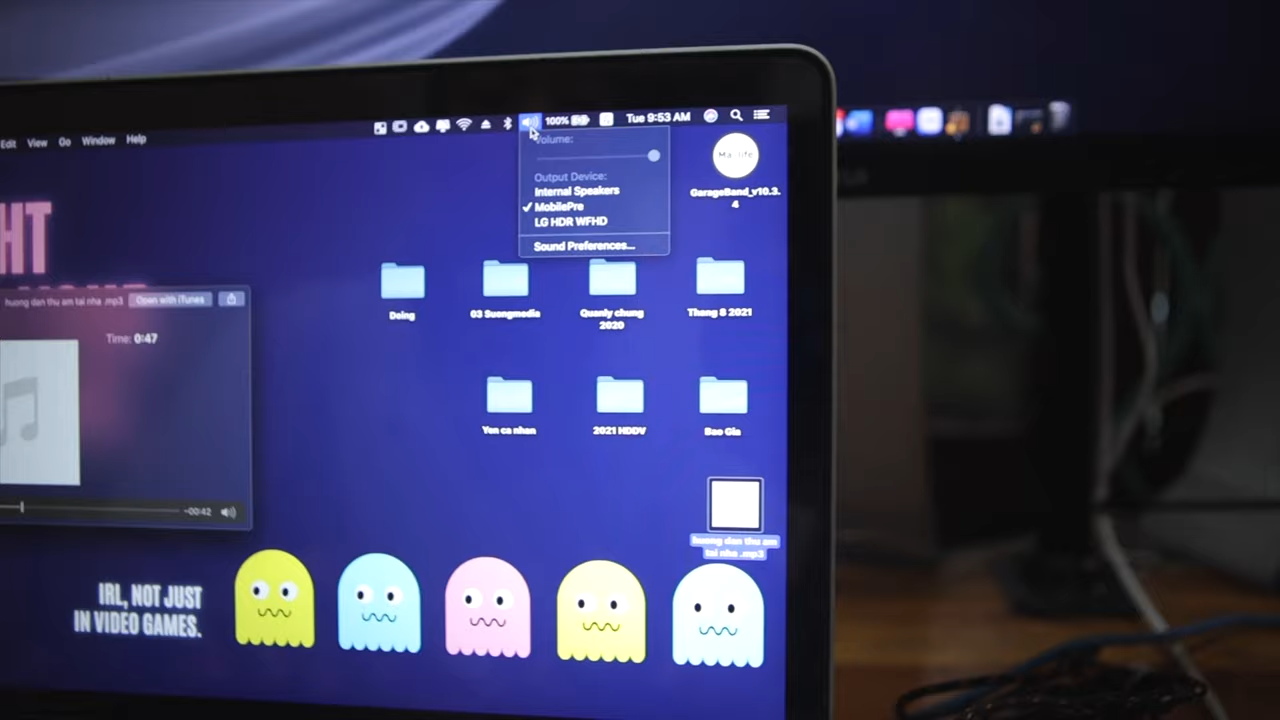 Edit View Go Window Help
100% Tue 9:53 AM
Volume:
Output Device:
Internal Speakers
✓ MobilePre
LG HDR WFHD
Sound Preferences...
Ma life
GarageBand_v10.3.
4
HT
huong dan thu am tai nha .mp3 Open with iTunes
Time: 0:47
-00:42
Doing
03 Suongmedia
Quanly chung
2020
Thang 8 2021
Yen ca nhan
2021 HDDV
Bao Gia
huong dan thu am
tai nha .mp3
IRL, NOT JUST
IN VIDEO GAMES.